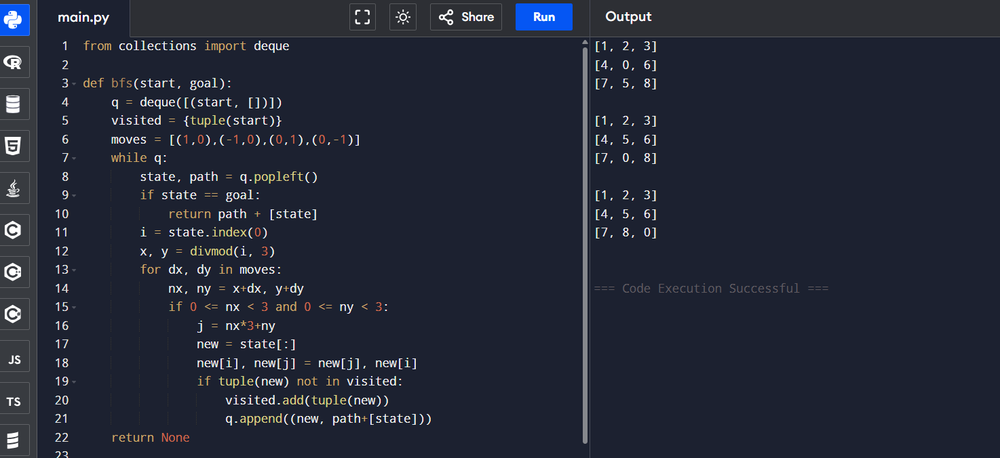 main.py
Share
Run
Output
1 from collections import deque
2
3 def bfs(start, goal):
4     q = deque([(start, [])])
5     visited = {tuple(start)}
6     moves = [(1,0),(-1,0),(0,1),(0,-1)]
7     while q:
8         state, path = q.popleft()
9         if state == goal:
10             return path + [state]
11         i = state.index(0)
12         x, y = divmod(i, 3)
13         for dx, dy in moves:
14             nx, ny = x+dx, y+dy
15             if 0 <= nx < 3 and 0 <= ny < 3:
16                 j = nx*3+ny
17                 new = state[:]
18                 new[i], new[j] = new[j], new[i]
19                 if tuple(new) not in visited:
20                     visited.add(tuple(new))
21                     q.append((new, path+[state]))
22     return None
23
[1, 2, 3]
[4, 0, 6]
[7, 5, 8]
[1, 2, 3]
[4, 5, 6]
[7, 0, 8]
[1, 2, 3]
[4, 5, 6]
[7, 8, 0]
=== Code Execution Successful ===
R
5
C
C++
C#
JS
TS